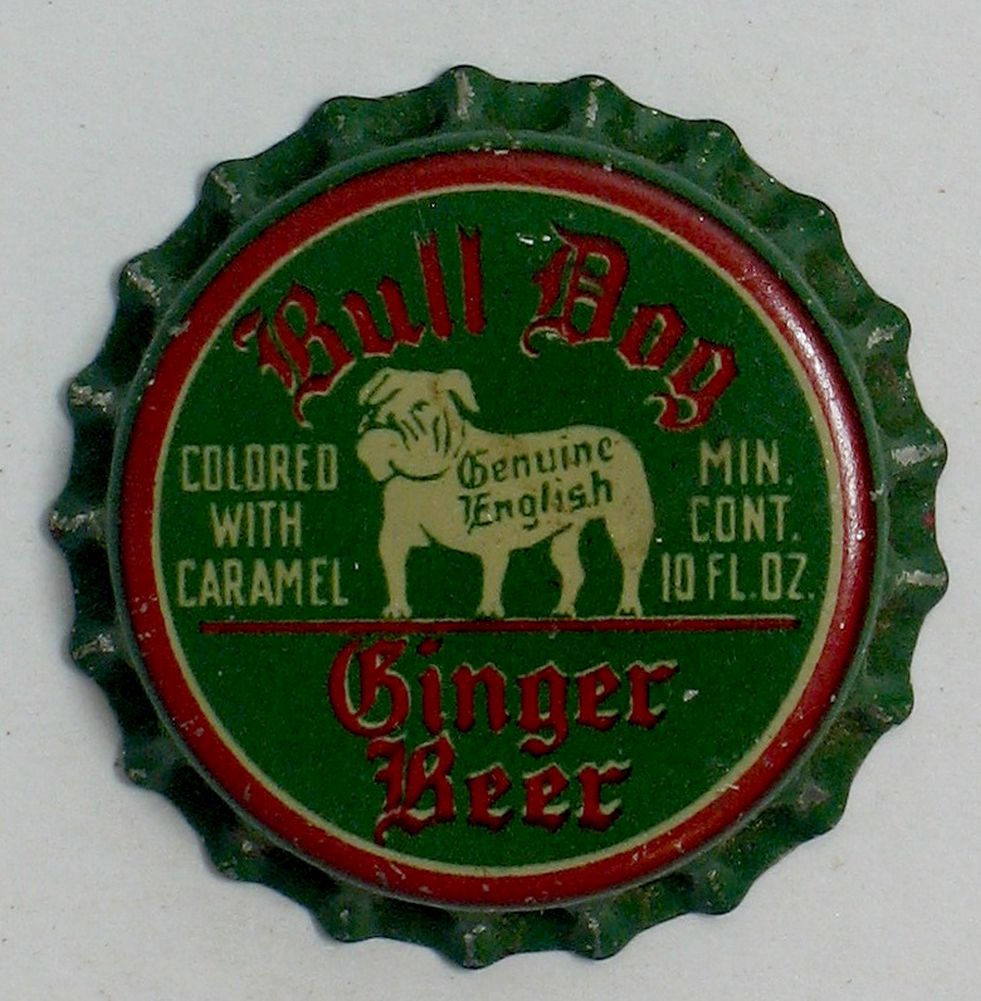 Bull Dog
COLORED
WITH
CARAMEL
Genuine
English
MIN.
CONT.
10 FL.OZ.
Ginger
Beer